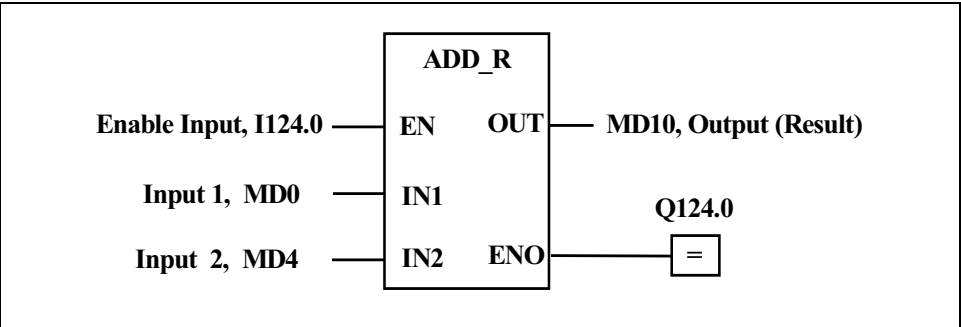 ADD_R
Enable Input, I124.0 EN OUT MD10, Output (Result)
Input 1, MD0 IN1
Q124.0
Input 2, MD4 IN2 ENO =